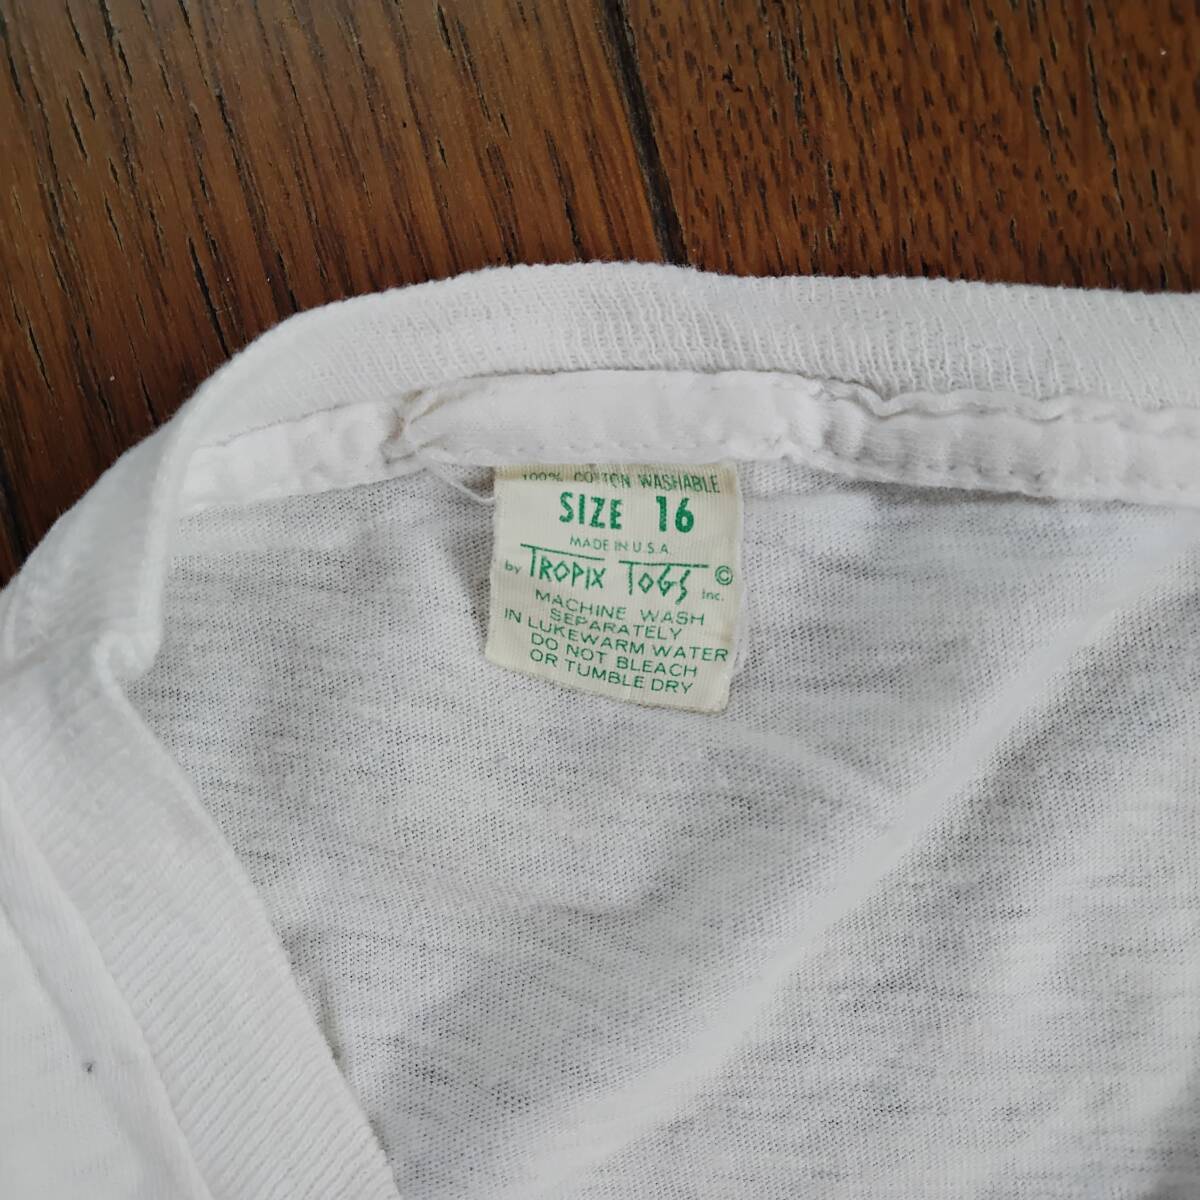 100% COTTON WASHABLE
SIZE 16
MADE IN U.S.A.
by TROPIX TOGS © Inc.
MACHINE WASH
SEPARATELY
IN LUKEWARM WATER
DO NOT BLEACH
OR TUMBLE DRY